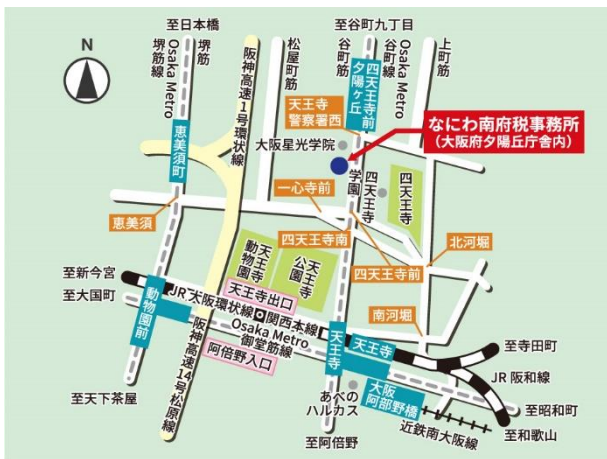 N
至日本橋
堺筋
Osaka Metro
堺筋線
阪神高速1号環状線
松屋町筋
至谷町九丁目
谷町筋
四天王寺前
夕陽ヶ丘
Osaka Metro
谷町線
上町筋
恵美須町
天王寺
警察署西
大阪星光学院
なにわ南府税事務所
(大阪府夕陽丘庁舎内)
一心寺前
四天王寺
学園
四天王寺
恵美須
四天王寺南
四天王寺前
北河堀
天王寺
動物園
天王寺
公園
至新今宮
至大国町
動物園前
JR大阪環状線
関西本線
天王寺出口
Osaka Metro
御堂筋線
阿倍野入口
阪神高速14号松原線
南河堀
天王寺
天王寺
至寺田町
JR阪和線
至天下茶屋
あべの
ハルカス
大阪
阿部野橋
至昭和町
近鉄南大阪線
至和歌山
至阿倍野